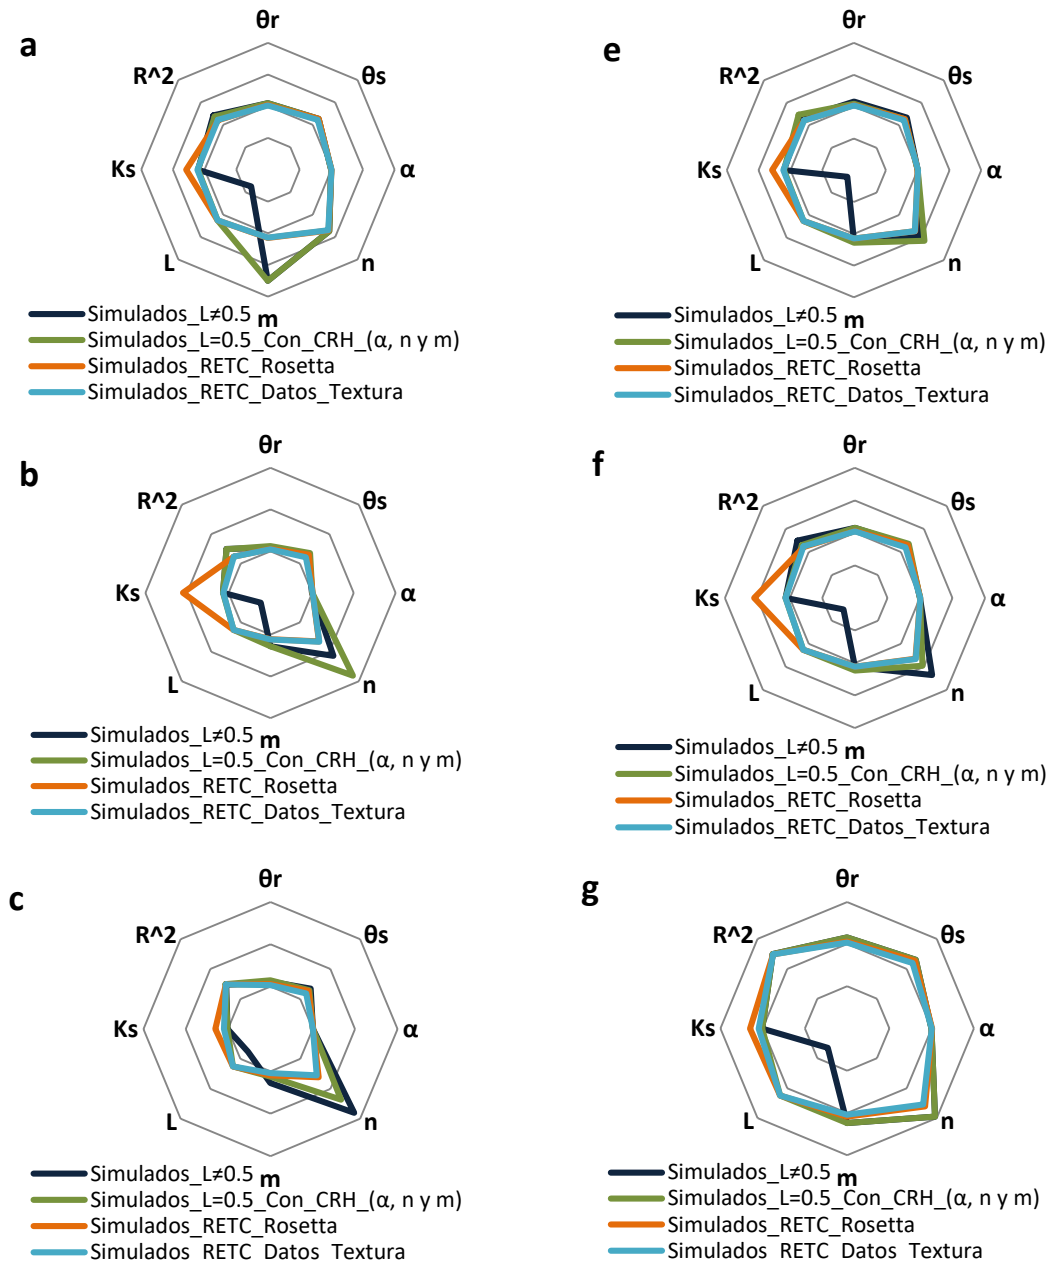 a
θr
θs
α
n
m
L
Ks
R^2
Simulados_L≠0.5
Simulados_L=0.5_Con_CRH_(α, n y m)
Simulados_RETC_Rosetta
Simulados_RETC_Datos_Textura
e
θr
θs
α
n
m
L
Ks
R^2
Simulados_L≠0.5
Simulados_L=0.5_Con_CRH_(α, n y m)
Simulados_RETC_Rosetta
Simulados_RETC_Datos_Textura
b
θr
θs
α
n
m
L
Ks
R^2
Simulados_L≠0.5
Simulados_L=0.5_Con_CRH_(α, n y m)
Simulados_RETC_Rosetta
Simulados_RETC_Datos_Textura
f
θr
θs
α
n
m
L
Ks
R^2
Simulados_L≠0.5
Simulados_L=0.5_Con_CRH_(α, n y m)
Simulados_RETC_Rosetta
Simulados_RETC_Datos_Textura
c
θr
θs
α
n
m
L
Ks
R^2
Simulados_L≠0.5
Simulados_L=0.5_Con_CRH_(α, n y m)
Simulados_RETC_Rosetta
Simulados_RETC_Datos_Textura
g
θr
θs
α
n
m
L
Ks
R^2
Simulados_L≠0.5
Simulados_L=0.5_Con_CRH_(α, n y m)
Simulados_RETC_Rosetta
Simulados_RETC_Datos_Textura